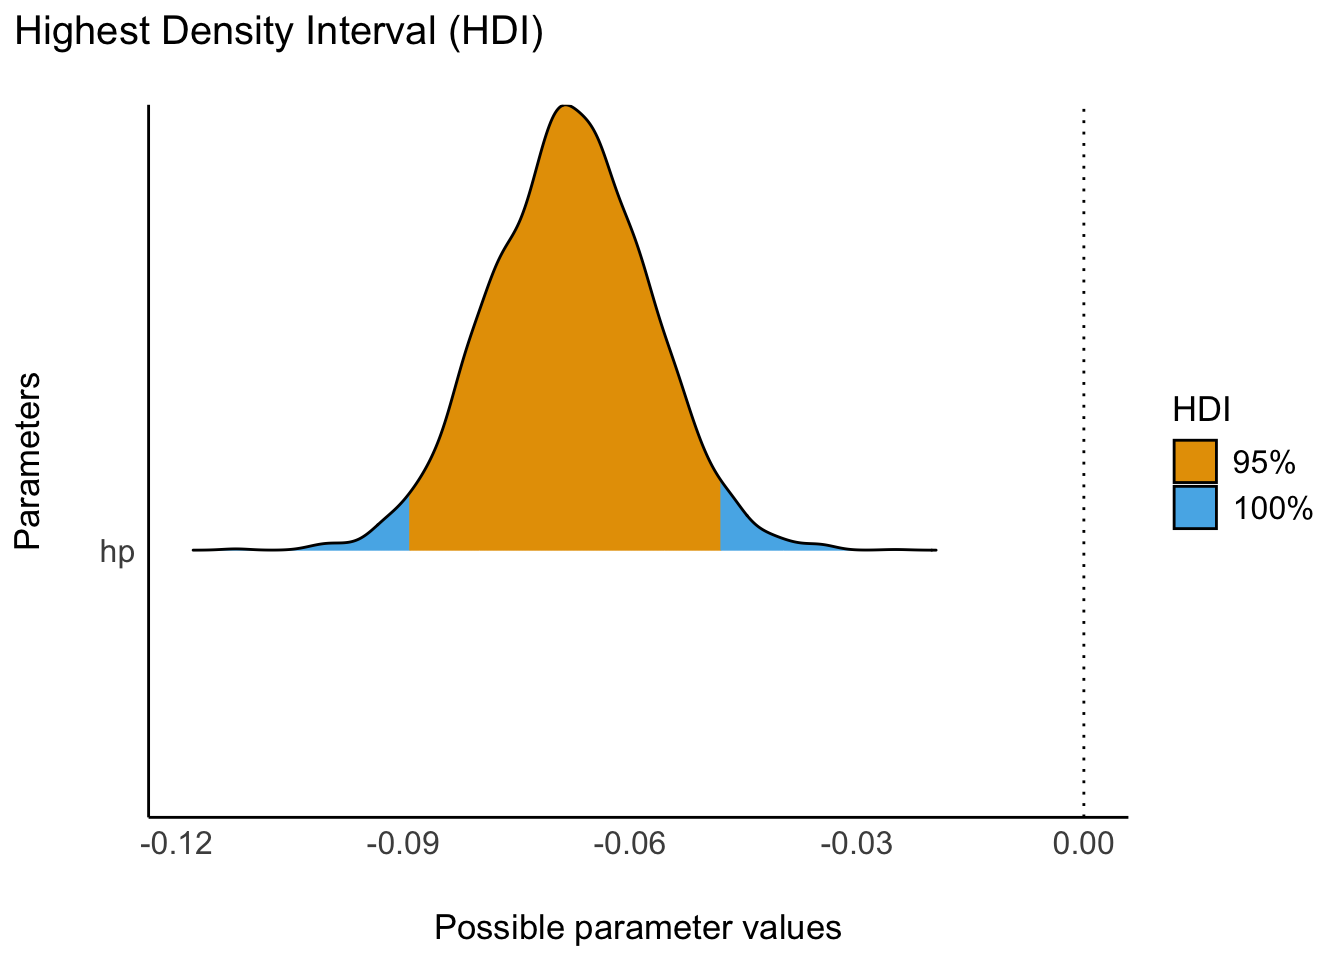 Highest Density Interval (HDI)
Parameters
hp
HDI
95%
100%
-0.12 -0.09 -0.06 -0.03 0.00
Possible parameter values